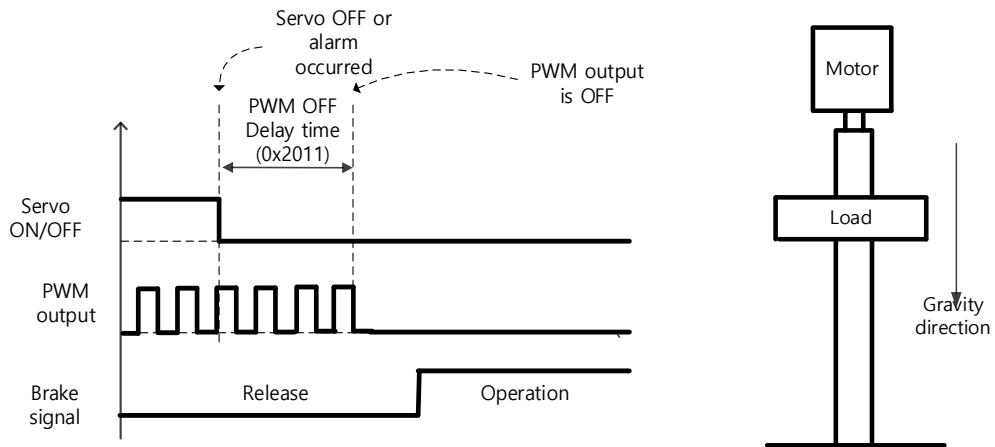 Servo OFF or
alarm
occurred
PWM output
is OFF
PWM OFF
Delay time
(0x2011)
Servo
ON/OFF
PWM
output
Brake
signal
Release
Operation
Motor
Load
Gravity
direction